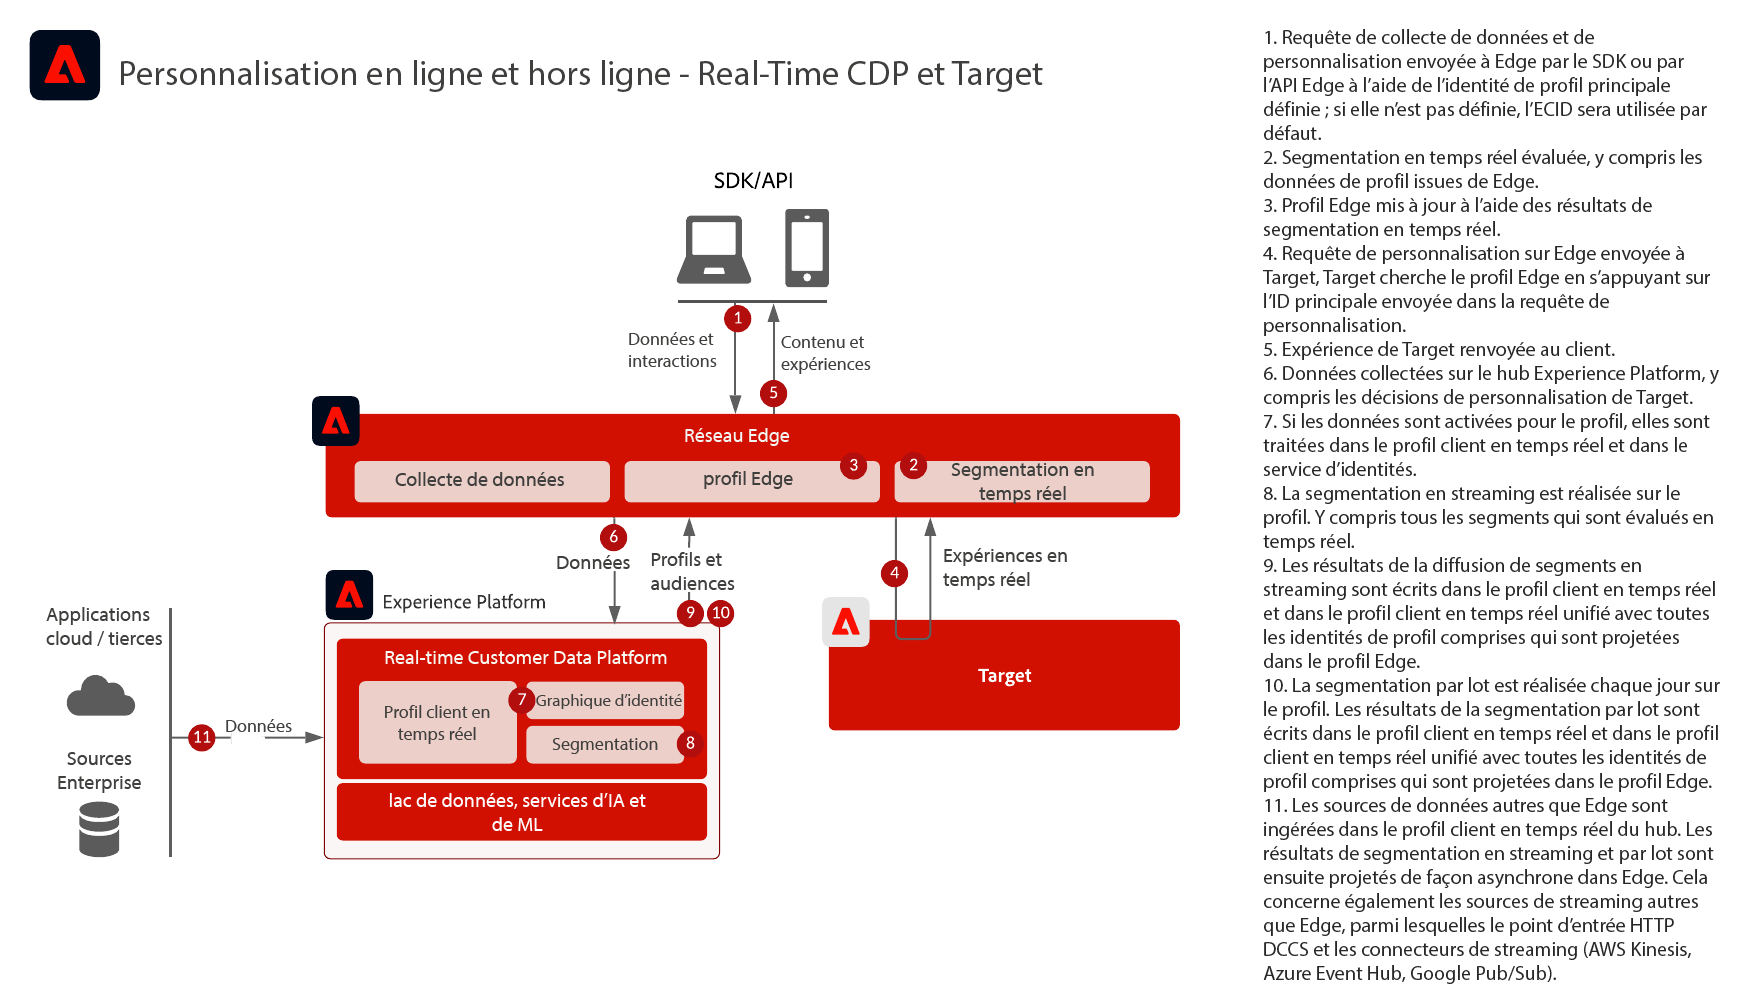 Personnalisation en ligne et hors ligne - Real-Time CDP et Target
SDK/API
1
Données et
interactions
Contenu et
expériences
5
Réseau Edge
Collecte de données
profil Edge
3
2
Segmentation en
temps réel
6
Données
Profils et
audiences
9
10
4
Expériences en
temps réel
Experience Platform
Applications
cloud / tierces
Sources
Enterprise
11
Données
Real-time Customer Data Platform
Profil client en
temps réel
7
Graphique d’identité
Segmentation
8
lac de données, services d’IA et
de ML
Target
1. Requête de collecte de données et de
personnalisation envoyée à Edge par le SDK ou par
l’API Edge à l’aide de l’identité de profil principale
définie ; si elle n’est pas définie, l’ECID sera utilisée par
défaut.
2. Segmentation en temps réel évaluée, y compris les
données de profil issues de Edge.
3. Profil Edge mis à jour à l’aide des résultats de
segmentation en temps réel.
4. Requête de personnalisation sur Edge envoyée à
Target, Target cherche le profil Edge en s’appuyant sur
l’ID principale envoyée dans la requête de
personnalisation.
5. Expérience de Target renvoyée au client.
6. Données collectées sur le hub Experience Platform, y
compris les décisions de personnalisation de Target.
7. Si les données sont activées pour le profil, elles sont
traitées dans le profil client en temps réel et dans le
service d’identités.
8. La segmentation en streaming est réalisée sur le
profil. Y compris tous les segments qui sont évalués en
temps réel.
9. Les résultats de la diffusion de segments en
streaming sont écrits dans le profil client en temps réel
et dans le profil client en temps réel unifié avec toutes
les identités de profil comprises qui sont projetées
dans le profil Edge.
10. La segmentation par lot est réalisée chaque jour sur
le profil. Les résultats de la segmentation par lot sont
écrits dans le profil client en temps réel et dans le profil
client en temps réel unifié avec toutes les identités de
profil comprises qui sont projetées dans le profil Edge.
11. Les sources de données autres que Edge sont
ingérées dans le profil client en temps réel du hub. Les
résultats de segmentation en streaming et par lot sont
ensuite projetés de façon asynchrone dans Edge. Cela
concerne également les sources de streaming autres
que Edge, parmi lesquelles le point d’entrée HTTP
DCCS et les connecteurs de streaming (AWS Kinesis,
Azure Event Hub, Google Pub/Sub).